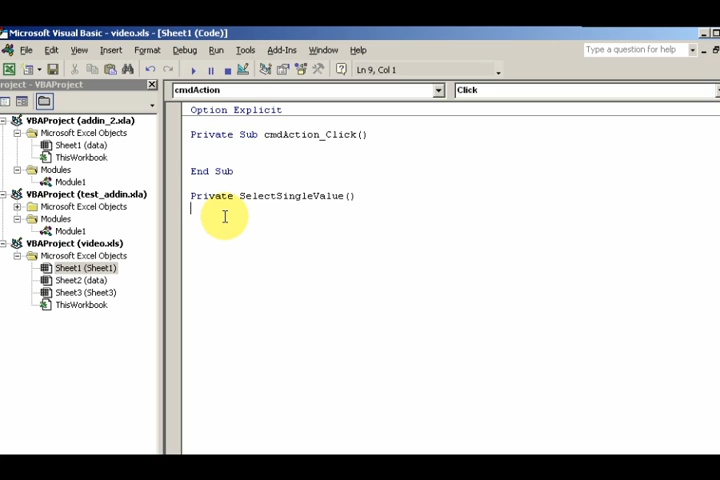 Microsoft Visual Basic - video.xls - [Sheet1 (Code)]
File Edit View Insert Format Debug Run Tools Add-Ins Window Help
Type a question for help
Ln 9, Col 1
roject - VBAProject
cmdAction
Click
VBAProject (addin_2.xla)
Microsoft Excel Objects
Sheet1 (data)
ThisWorkbook
Modules
Module1
VBAProject (test_addin.xla)
Microsoft Excel Objects
Modules
Module1
VBAProject (video.xls)
Microsoft Excel Objects
Sheet1 (Sheet1)
Sheet2 (data)
Sheet3 (Sheet3)
ThisWorkbook
Option Explicit
Private Sub cmdAction_Click()
End Sub
Private SelectSingleValue()